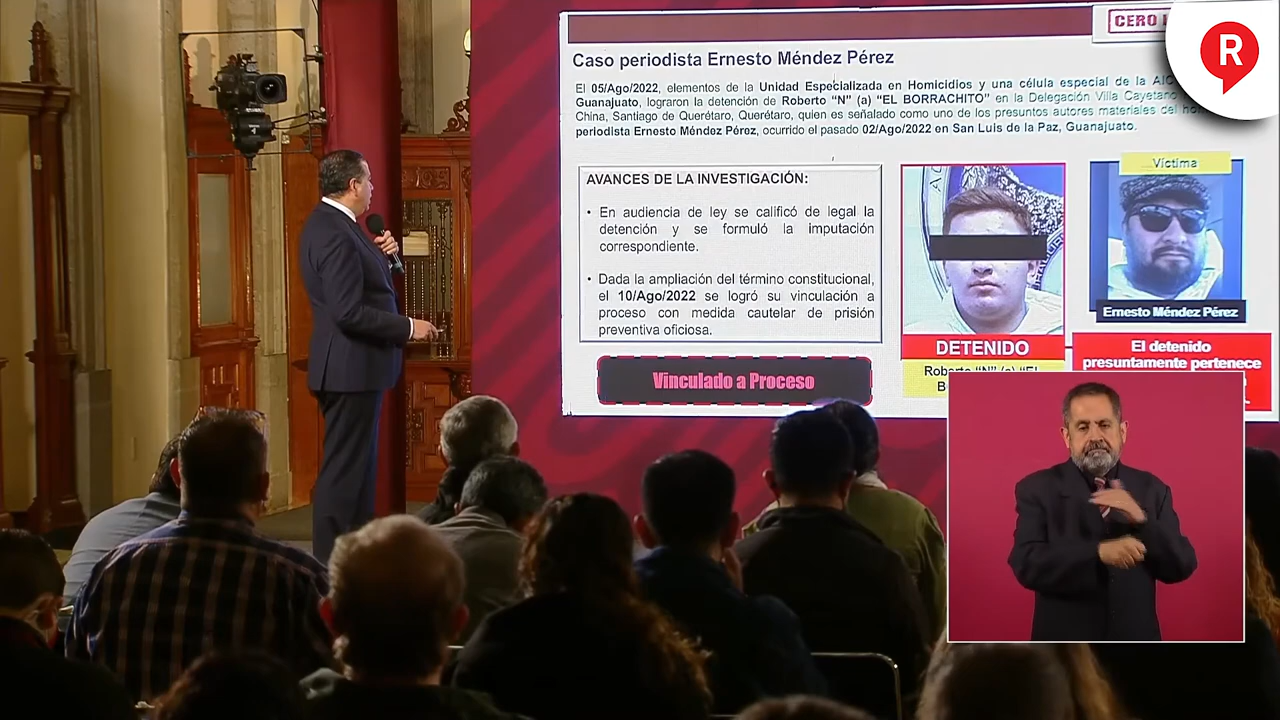 CERO
R
Caso periodista Ernesto Méndez Pérez
El 05/Ago/2022, elementos de la Unidad Especializada en Homicidios y una célula especial de la AIC
Guanajuato, lograron la detención de Roberto "N" (a) "EL BORRACHITO" en la Delegación Villa Cayetano
China, Santiago de Querétaro, Querétaro, quien es señalado como uno de los presuntos autores materiales del
periodista Ernesto Méndez Pérez, ocurrido el pasado 02/Ago/2022 en San Luis de la Paz, Guanajuato.
AVANCES DE LA INVESTIGACIÓN:
• En audiencia de ley se calificó de legal la
detención y se formuló la imputación
correspondiente.
• Dada la ampliación del término constitucional,
el 10/Ago/2022 se logró su vinculación a
proceso con medida cautelar de prisión
preventiva oficiosa.
Vinculado a Proceso
DETENIDO
Roberto "N" (a) "EL
Víctima
Ernesto Méndez Pérez
El detenido
presuntamente pertenece